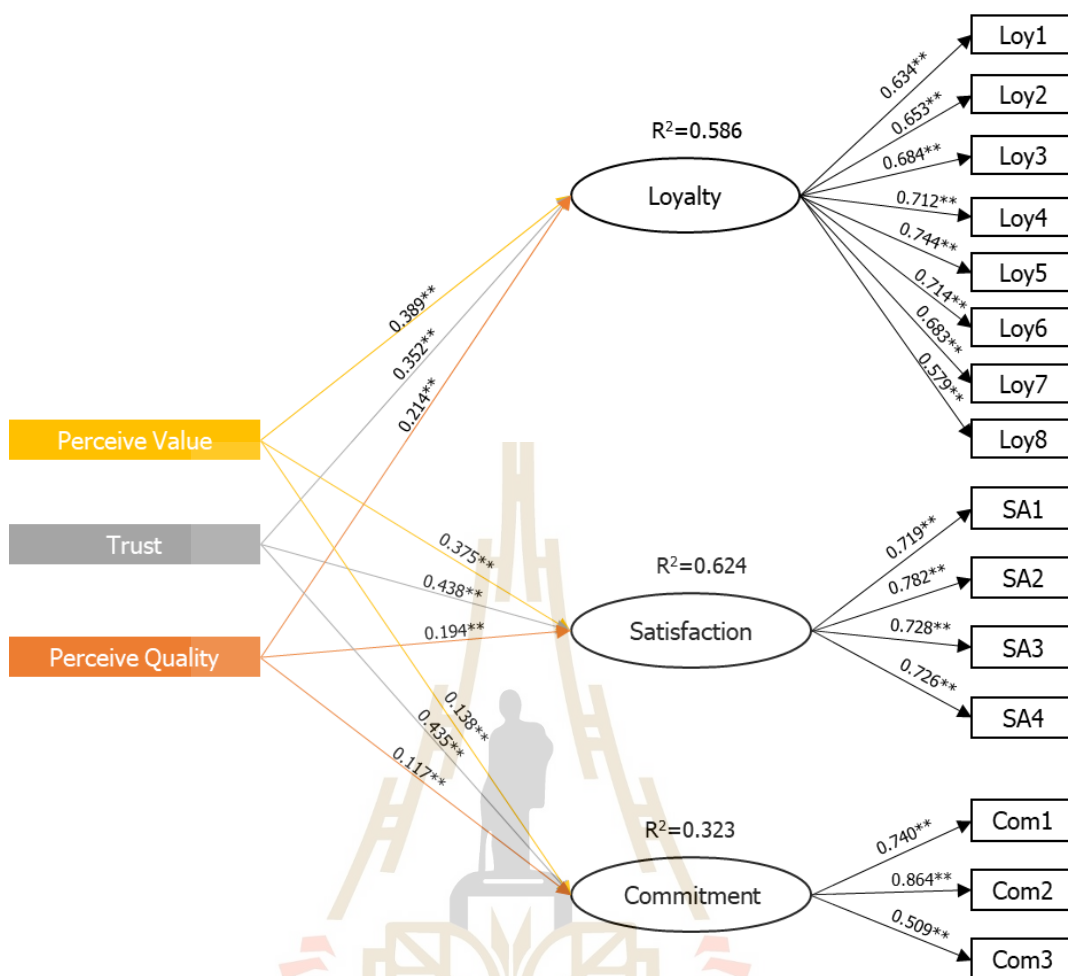 Loy1
0.634**
Loy2
0.653**
R²=0.586
Loy3
0.684**
Loyalty
Loy4
0.712**
Loy5
0.744**
Loy6
0.714**
Loy7
0.683**
Loy8
0.579**
0.389**
0.352**
0.214**
Perceive Value
Trust
Perceive Quality
0.375**
0.438**
0.194**
R²=0.624
Satisfaction
0.719**
SA1
0.782**
SA2
0.728**
SA3
0.726**
SA4
0.138**
0.435**
0.117**
R²=0.323
Commitment
0.740**
Com1
0.864**
Com2
0.509**
Com3